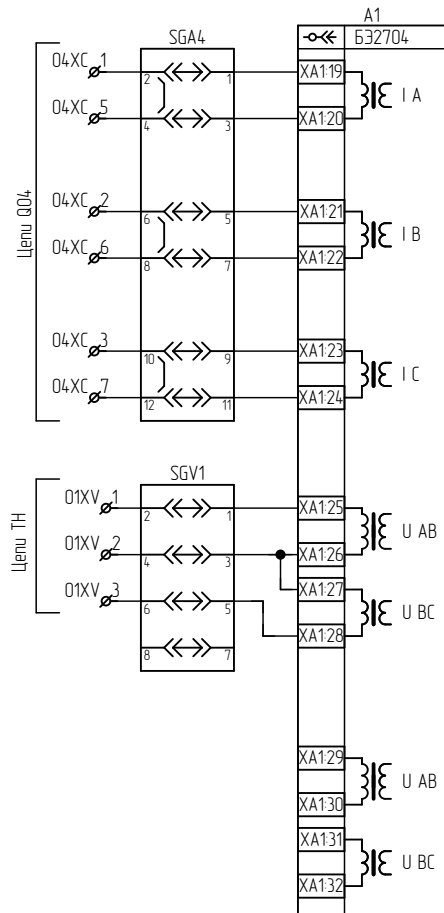 A1
SGA4
Б32704
04XC 1
2
1
XA1:19
I A
04XC 5
4
3
XA1:20
Цепи Q04
04XC 2
6
5
XA1:21
I B
04XC 6
8
7
XA1:22
04XC 3
10
9
XA1:23
I C
04XC 7
12
11
XA1:24
SGV1
Цепи ТН
01XV 1
2
1
XA1:25
U AB
01XV 2
4
3
XA1:26
XA1:27
01XV 3
6
5
U BC
XA1:28
8
7
XA1:29
U AB
XA1:30
XA1:31
U BC
XA1:32